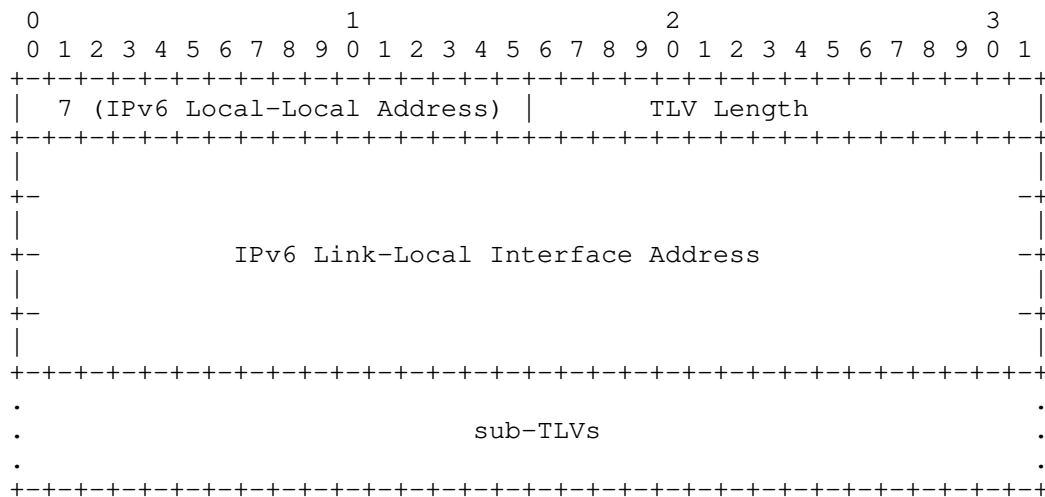 0                   1                   2                   3
 0 1 2 3 4 5 6 7 8 9 0 1 2 3 4 5 6 7 8 9 0 1 2 3 4 5 6 7 8 9 0 1
+-+-+-+-+-+-+-+-+-+-+-+-+-+-+-+-+-+-+-+-+-+-+-+-+-+-+-+-+-+-+-+-+
|  7 (IPv6 Local-Local Address) |       TLV Length              |
+-+-+-+-+-+-+-+-+-+-+-+-+-+-+-+-+-+-+-+-+-+-+-+-+-+-+-+-+-+-+-+-+
|                                                               |
+-                                                             -+
|                                                               |
+-            IPv6 Link-Local Interface Address                -+
|                                                               |
+-                                                             -+
|                                                               |
+-+-+-+-+-+-+-+-+-+-+-+-+-+-+-+-+-+-+-+-+-+-+-+-+-+-+-+-+-+-+-+-+
.                                                               .
.                            sub-TLVs                           .
.                                                               .
+-+-+-+-+-+-+-+-+-+-+-+-+-+-+-+-+-+-+-+-+-+-+-+-+-+-+-+-+-+-+-+-+